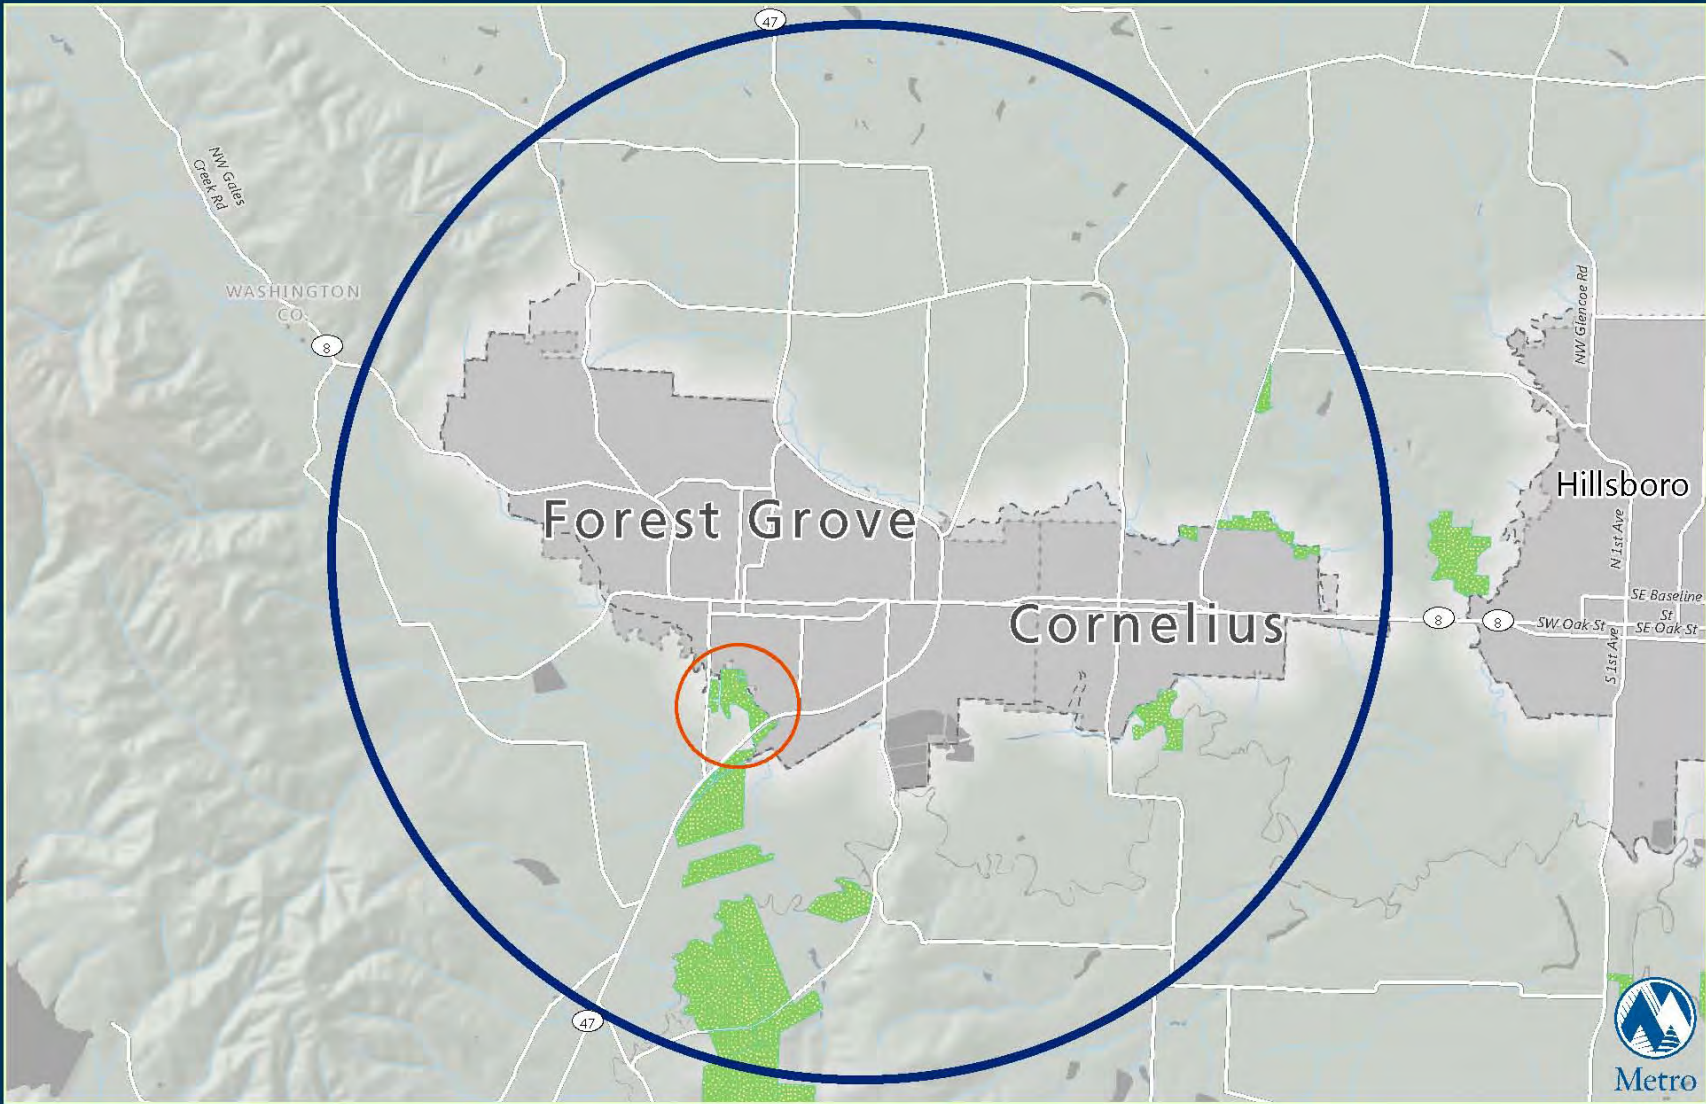 47
NW Gales
Creek Rd
WASHINGTON
CO.
8
NW Glencoe Rd
Hillsboro
Forest Grove
N 1st Ave
SE Baseline
St
Cornelius
8
8
SW Oak St
SE Oak St
S 1st Ave
47
Metro